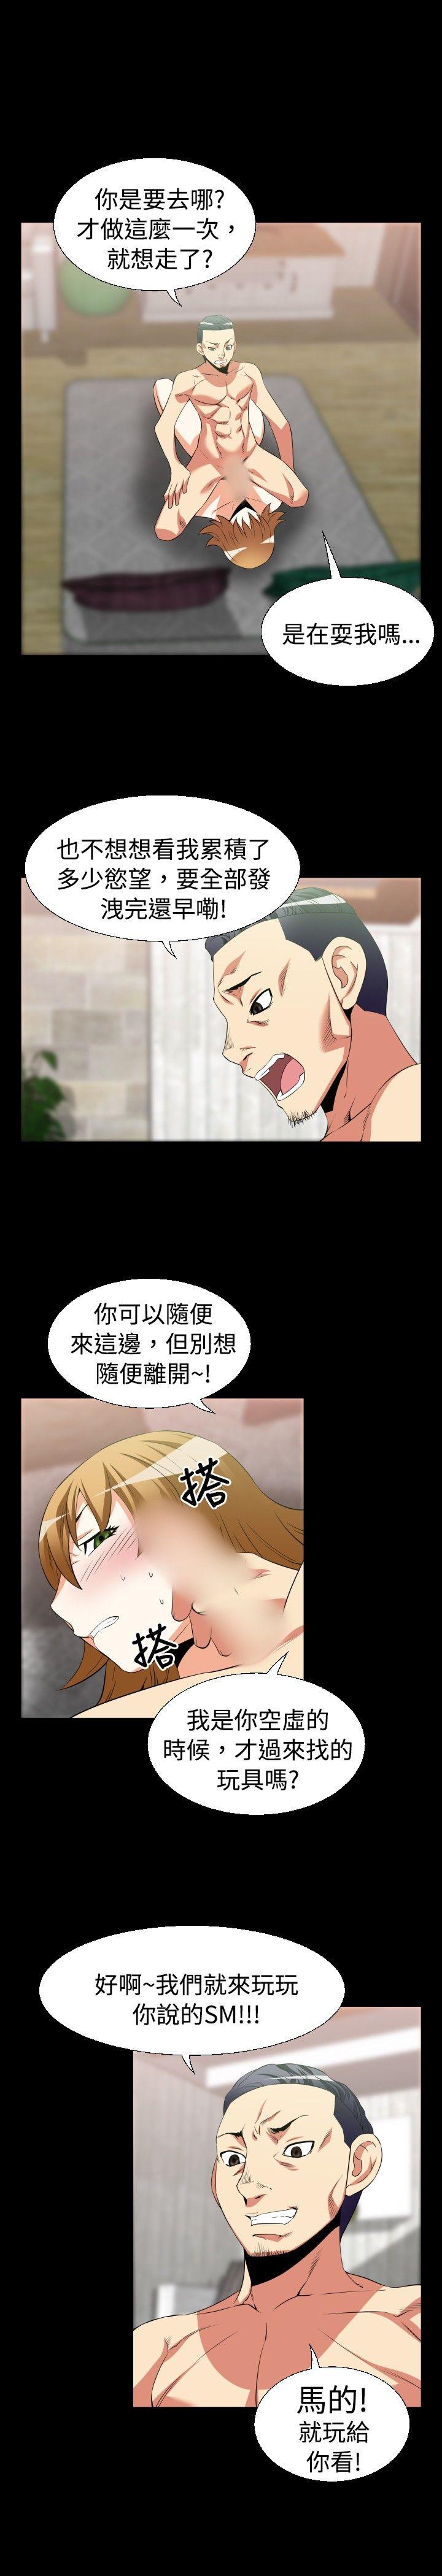 你是要去哪?
才做這麼一次，
就想走了?
是在耍我嗎...
也不想想看我累積了
多少慾望，要全部發
洩完還早嘞!
你可以隨便
來這邊，但別想
隨便離開~!
搭
搭
我是你空虛的
時候，才過來找的
玩具嗎?
好啊~我們就來玩玩
你說的SM!!!
馬的!
就玩給
你看!